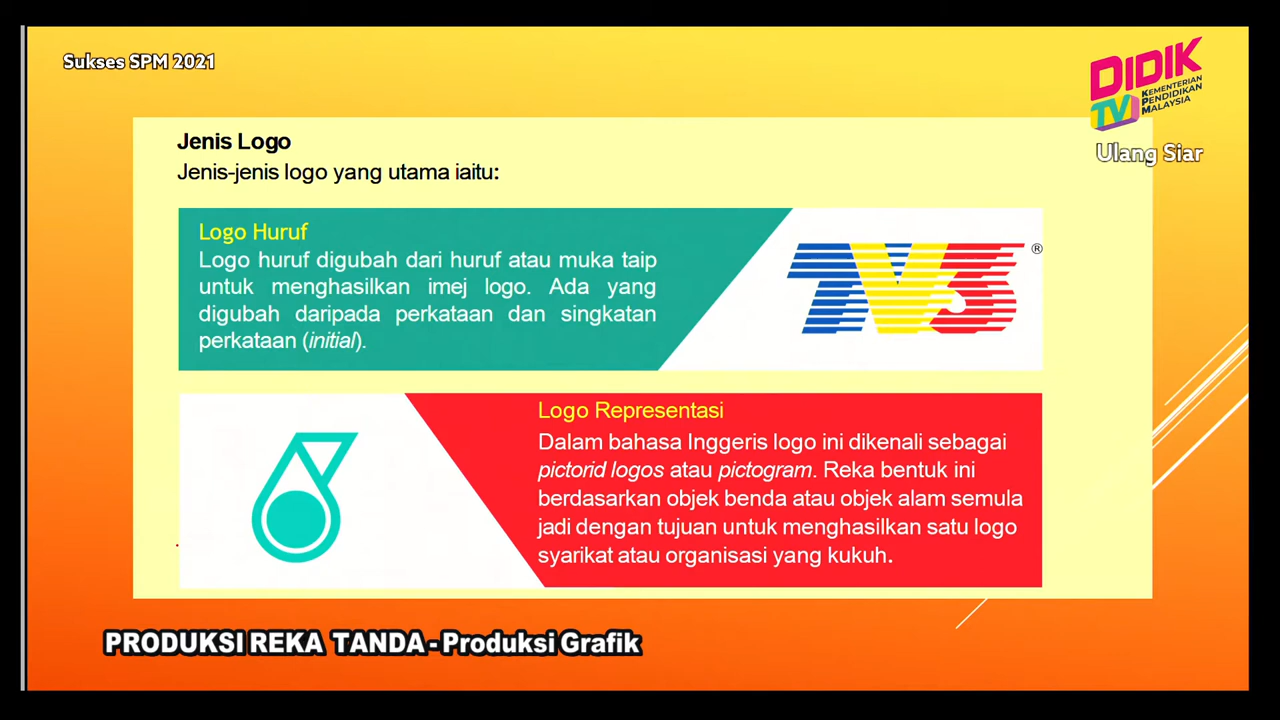 Sukses SPM 2021
DIDIK
TV
KEMENTERIAN
PENDIDIKAN
MALAYSIA
Ulang Siar
Jenis Logo
Jenis-jenis logo yang utama iaitu:
Logo Huruf
Logo huruf digubah dari huruf atau muka taip
untuk menghasilkan imej logo. Ada yang
digubah daripada perkataan dan singkatan
perkataan (initial).
TV3®
Logo Representasi
Dalam bahasa Inggeris logo ini dikenali sebagai
pictorid logos atau pictogram. Reka bentuk ini
berdasarkan objek benda atau objek alam semula
jadi dengan tujuan untuk menghasilkan satu logo
syarikat atau organisasi yang kukuh.
PRODUKSI REKA TANDA - Produksi Grafik